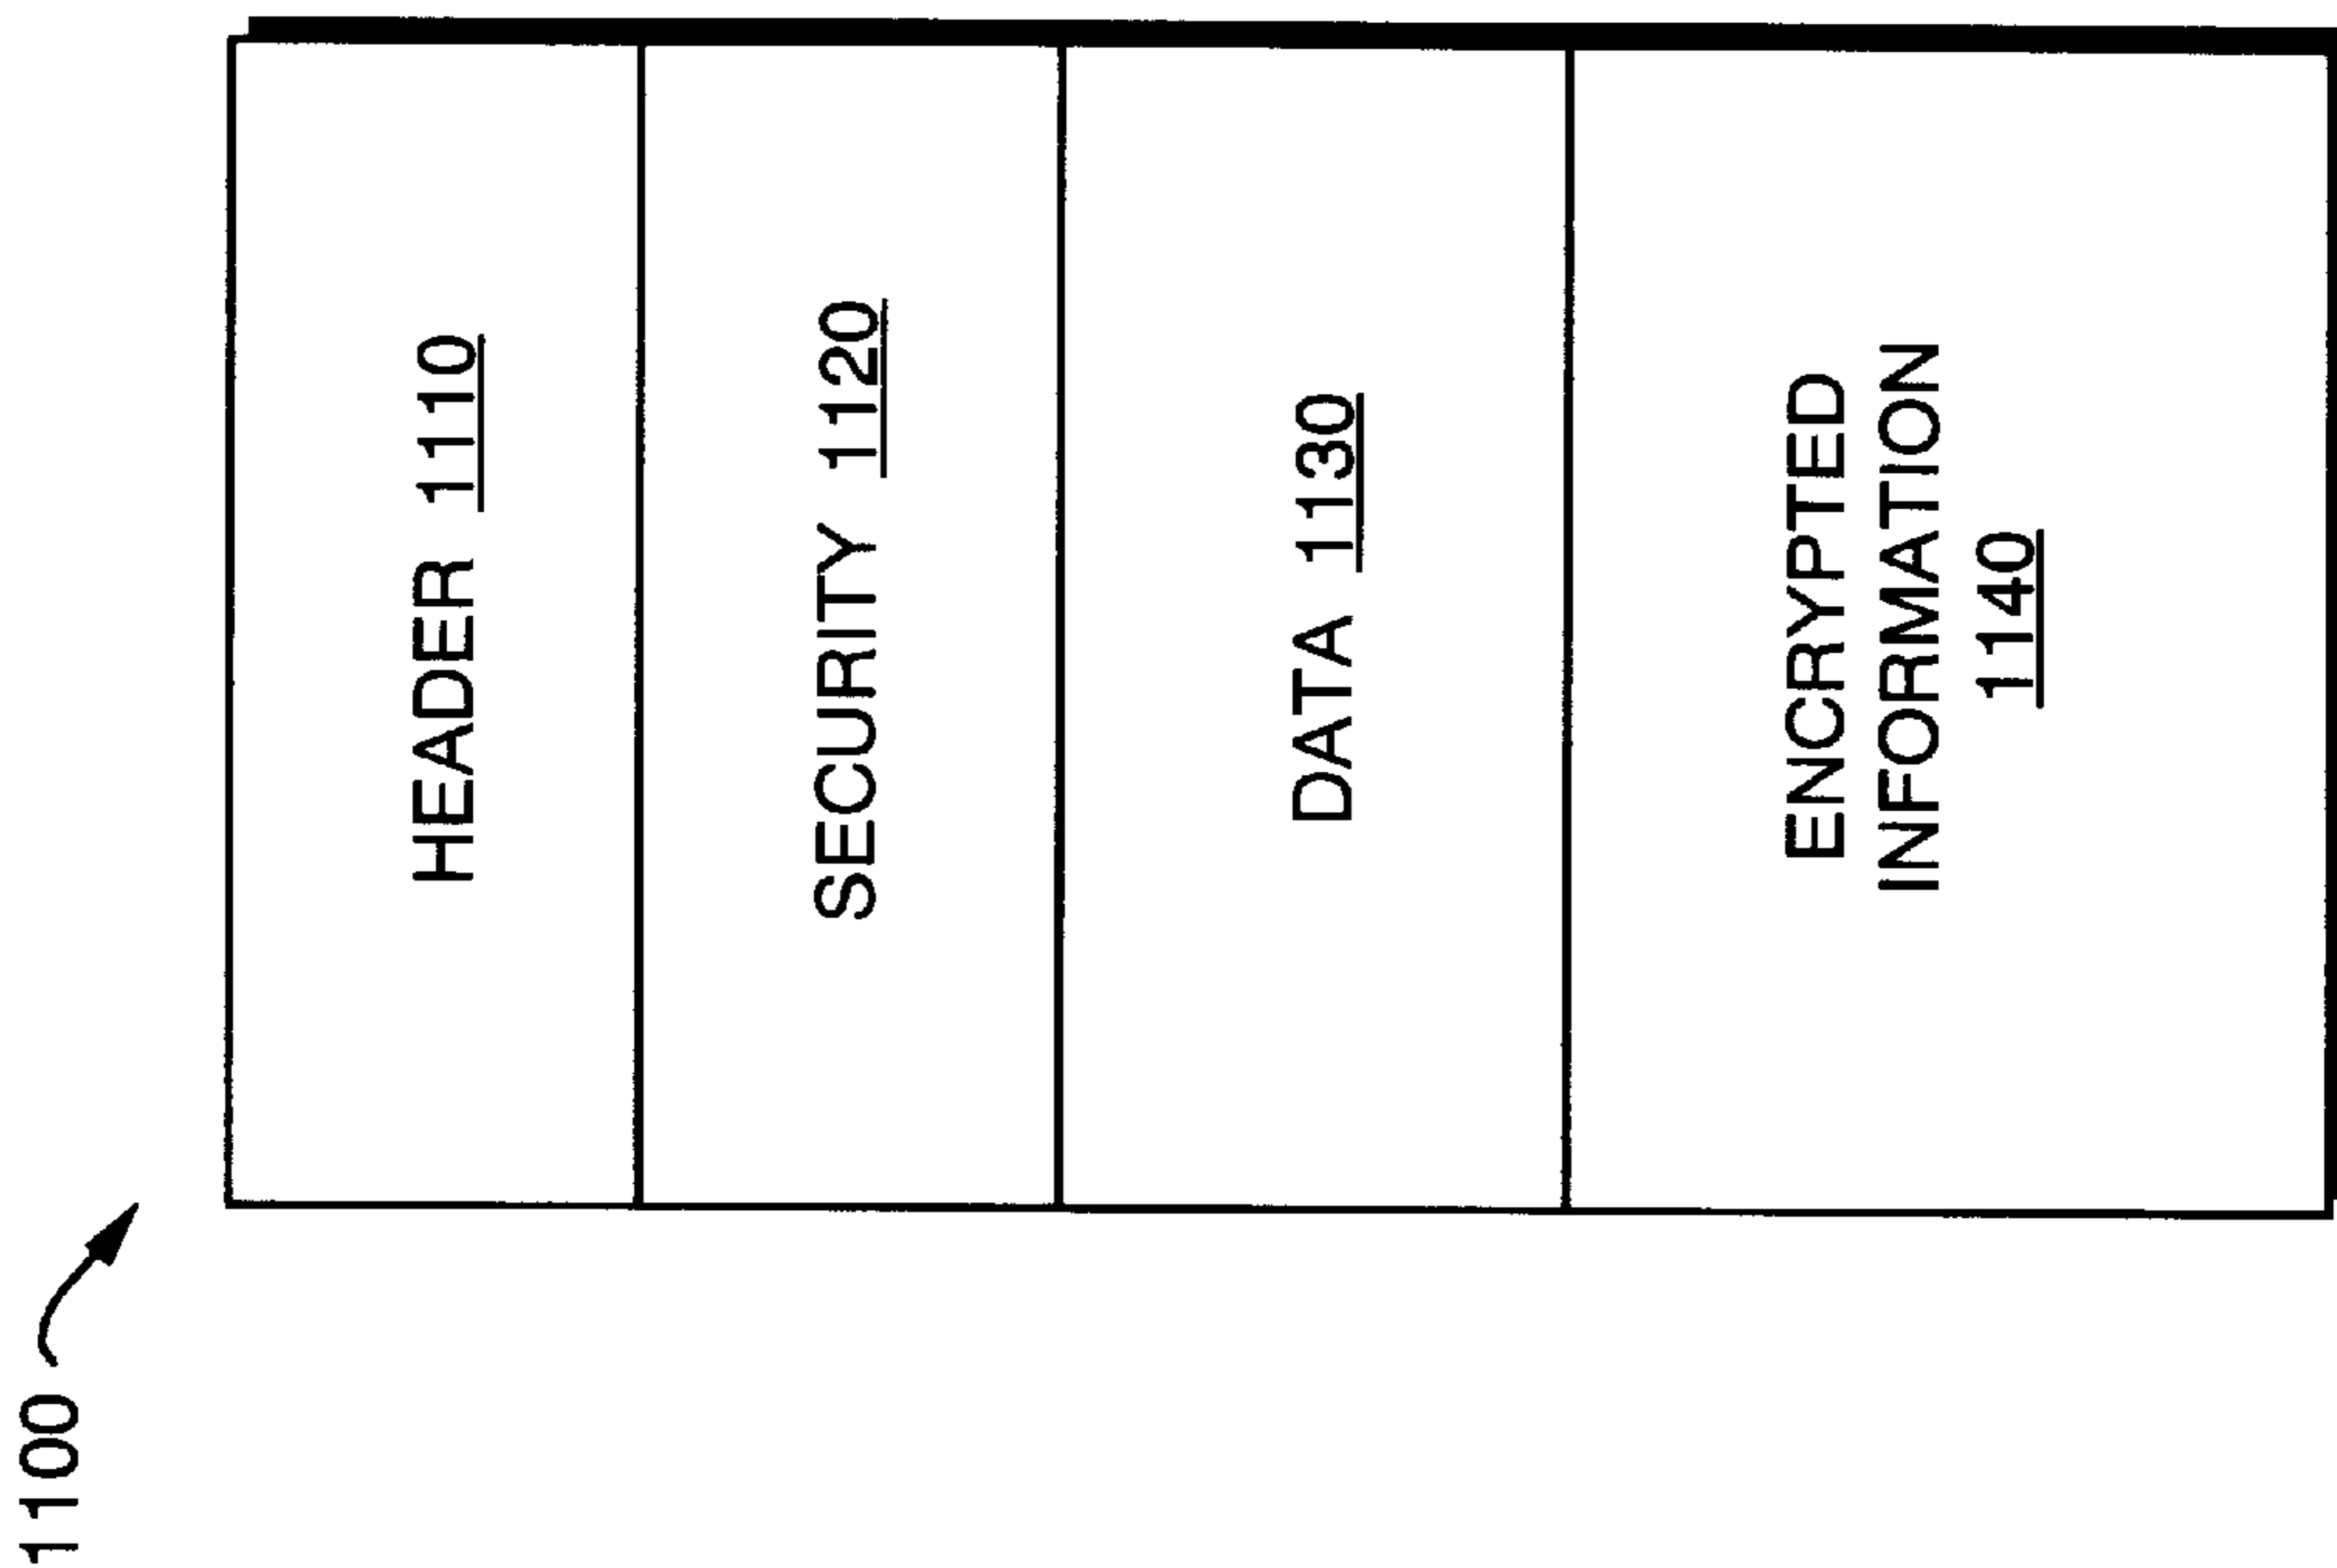 1100
HEADER 1110
SECURITY 1120
DATA 1130
ENCRYPTED
INFORMATION
1140